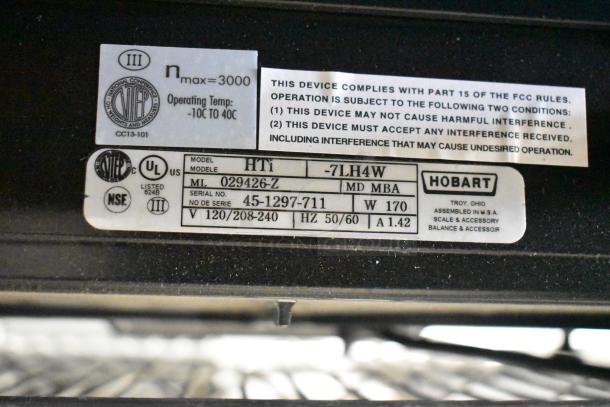 III
nmax=3000
NTEP
Operating Temp:
-10C TO 40C
CC13-101
THIS DEVICE COMPLIES WITH PART 15 OF THE FCC RULES.
OPERATION IS SUBJECT TO THE FOLLOWING TWO CONDITIONS:
(1) THIS DEVICE MAY NOT CAUSE HARMFUL INTERFERENCE .
(2) THIS DEVICE MUST ACCEPT ANY INTERFERENCE RECEIVED,
INCLUDING INTERFERENCE THAT MAY CAUSE UNDESIRED OPERATION.
NTEP
C UL US
LISTED
624B
NSF
III
MODEL
MODELE
HTi -7LH4W
ML 029426-Z MD MBA
SERIAL NO.
NO DE SERIE 45-1297-711 W 170
V 120/208-240 HZ 50/60 A 1.42
HOBART
TROY, OHIO
ASSEMBLED IN U.S.A.
SCALE & ACCESSORY
BALANCE & ACCESSOIR